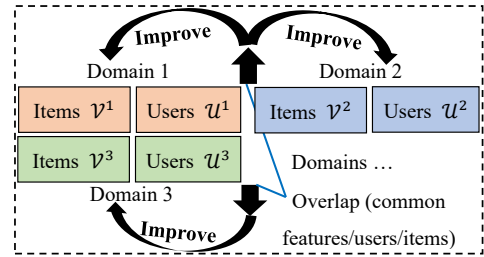 Improve
Improve
Domain 1
Domain 2
Items 𝒱¹
Users 𝒰¹
Items 𝒱²
Users 𝒰²
Items 𝒱³
Users 𝒰³
Domains ...
Domain 3
Overlap (common
features/users/items)
Improve